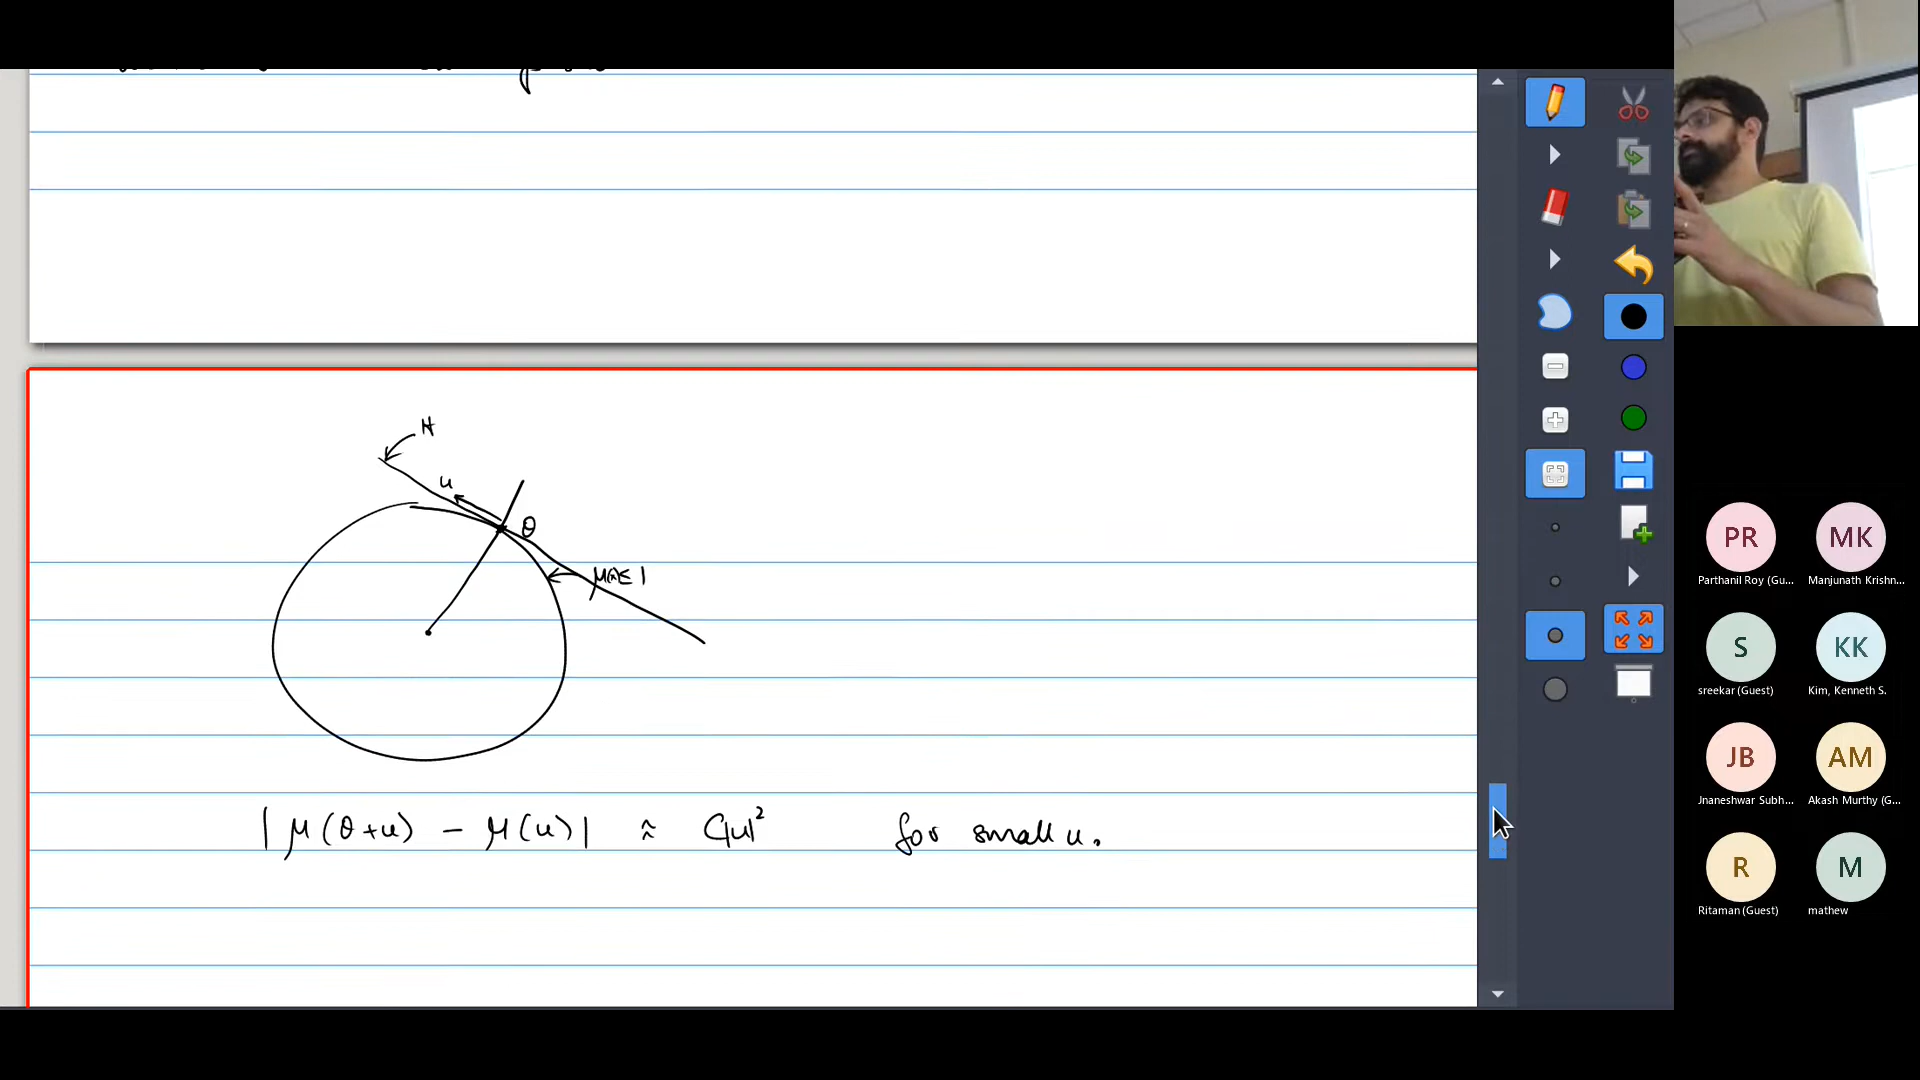 H
u
θ
μ(x)≤1
|μ(θ+u) - μ(u)| ≈ C|u|² for small u.
PR
MK
Parthanil Roy (Gu...
Manjunath Krishn...
S
KK
sreekar (Guest)
Kim, Kenneth S.
JB
AM
Jnaneshwar Subh...
Akash Murthy (G...
R
M
Ritaman (Guest)
mathew